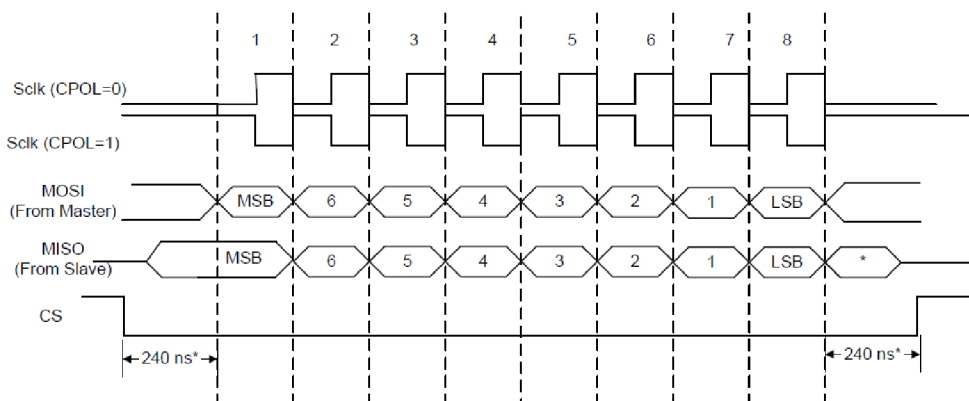 1 2 3 4 5 6 7 8
Sclk (CPOL=0)
Sclk (CPOL=1)
MOSI
(From Master)
MSB 6 5 4 3 2 1 LSB
MISO
(From Slave)
MSB 6 5 4 3 2 1 LSB *
CS
240 ns* 240 ns*